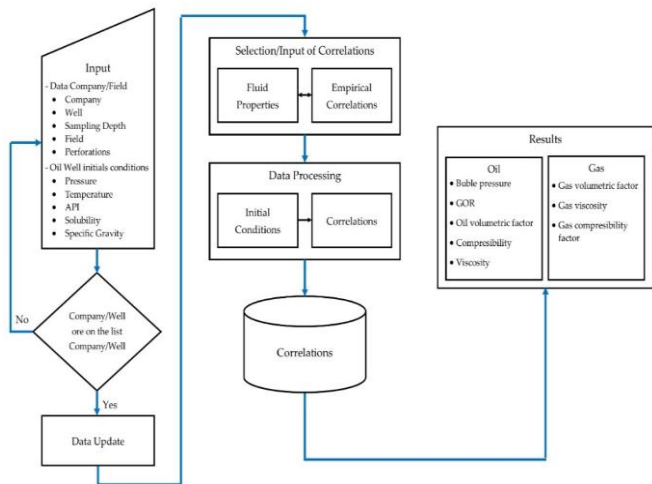 Input
- Data Company/Field
• Company
• Well
• Sampling Depth
• Field
• Perforations
- Oil Well initials conditions
• Pressure
• Temperature
• API
• Solubility
• Specific Gravity
No
Company/Well
ore on the list
Company/Well
Yes
Data Update
Selection/Input of Correlations
Fluid
Properties
Empirical
Correlations
Data Processing
Initial
Conditions
Correlations
Correlations
Results
Oil
• Buble pressure
• GOR
• Oil volumetric factor
• Compresibility
• Viscosity
Gas
• Gas volumetric factor
• Gas viscosity
• Gas compresibility
factor